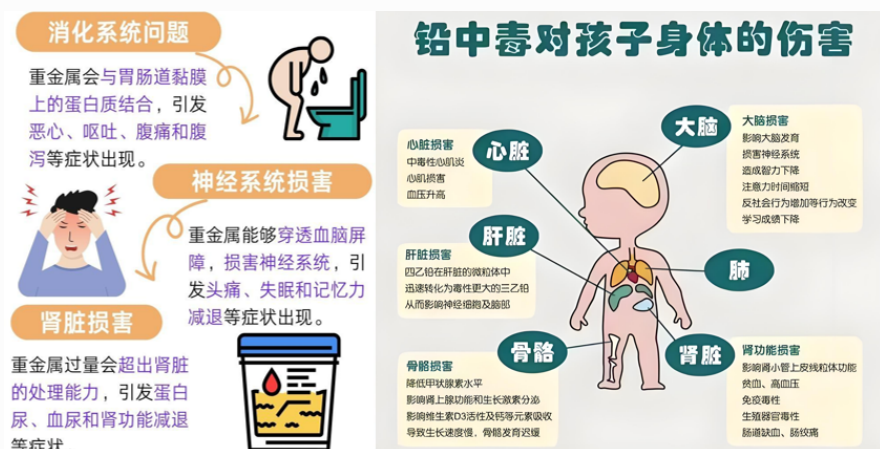 消化系统问题
重金属会与胃肠道黏膜
上的蛋白质结合，引发
恶心、呕吐、腹痛和腹
泻等症状出现。
神经系统损害
重金属能够穿透血脑屏
障，损害神经系统，引
发头痛、失眠和记忆力
减退等症状出现。
肾脏损害
重金属过量会超出肾脏
的处理能力，引发蛋白
尿、血尿和肾功能减退
等症状
铅中毒对孩子身体的伤害
心脏
心脏损害
中毒性心肌炎
心肌损害
血压升高
大脑
大脑损害
影响大脑发育
损害神经系统
造成智力下降
注意力时间缩短
反社会行为增加等行为改变
学习成绩下降
肝脏
肝脏损害
四乙铅在肝脏的微粒体中
迅速转化为毒性更大的三乙铅
从而影响神经细胞及脑部
肺
骨骼
骨骼损害
降低甲状腺素水平
影响肾上腺功能和生长激素分泌
影响维生素D3活性及钙等元素吸收
导致生长速度慢、骨骼发育迟缓
肾脏
肾功能损害
影响肾小管上皮线粒体功能
贫血、高血压
免疫毒性
生殖器官毒性
肠道缺血、肠绞痛